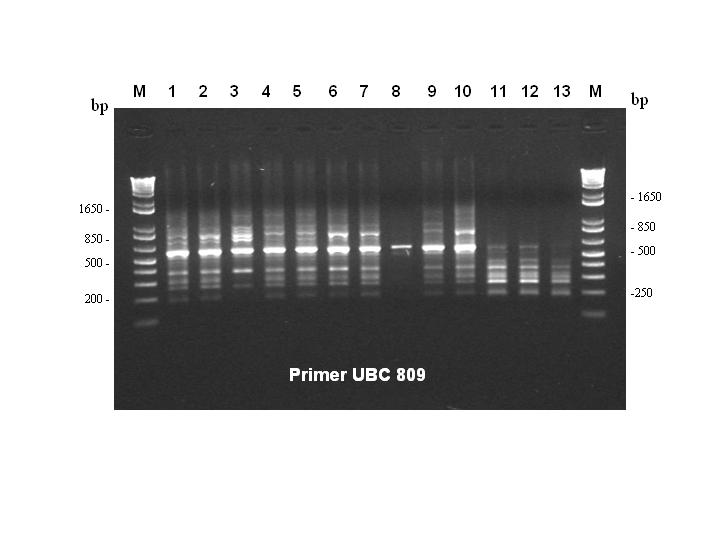 M 1 2 3 4 5 6 7 8 9 10 11 12 13 M
bp bp
1650 - - 1650
850 - - 850
500 - - 500
200 - -250
Primer UBC 809